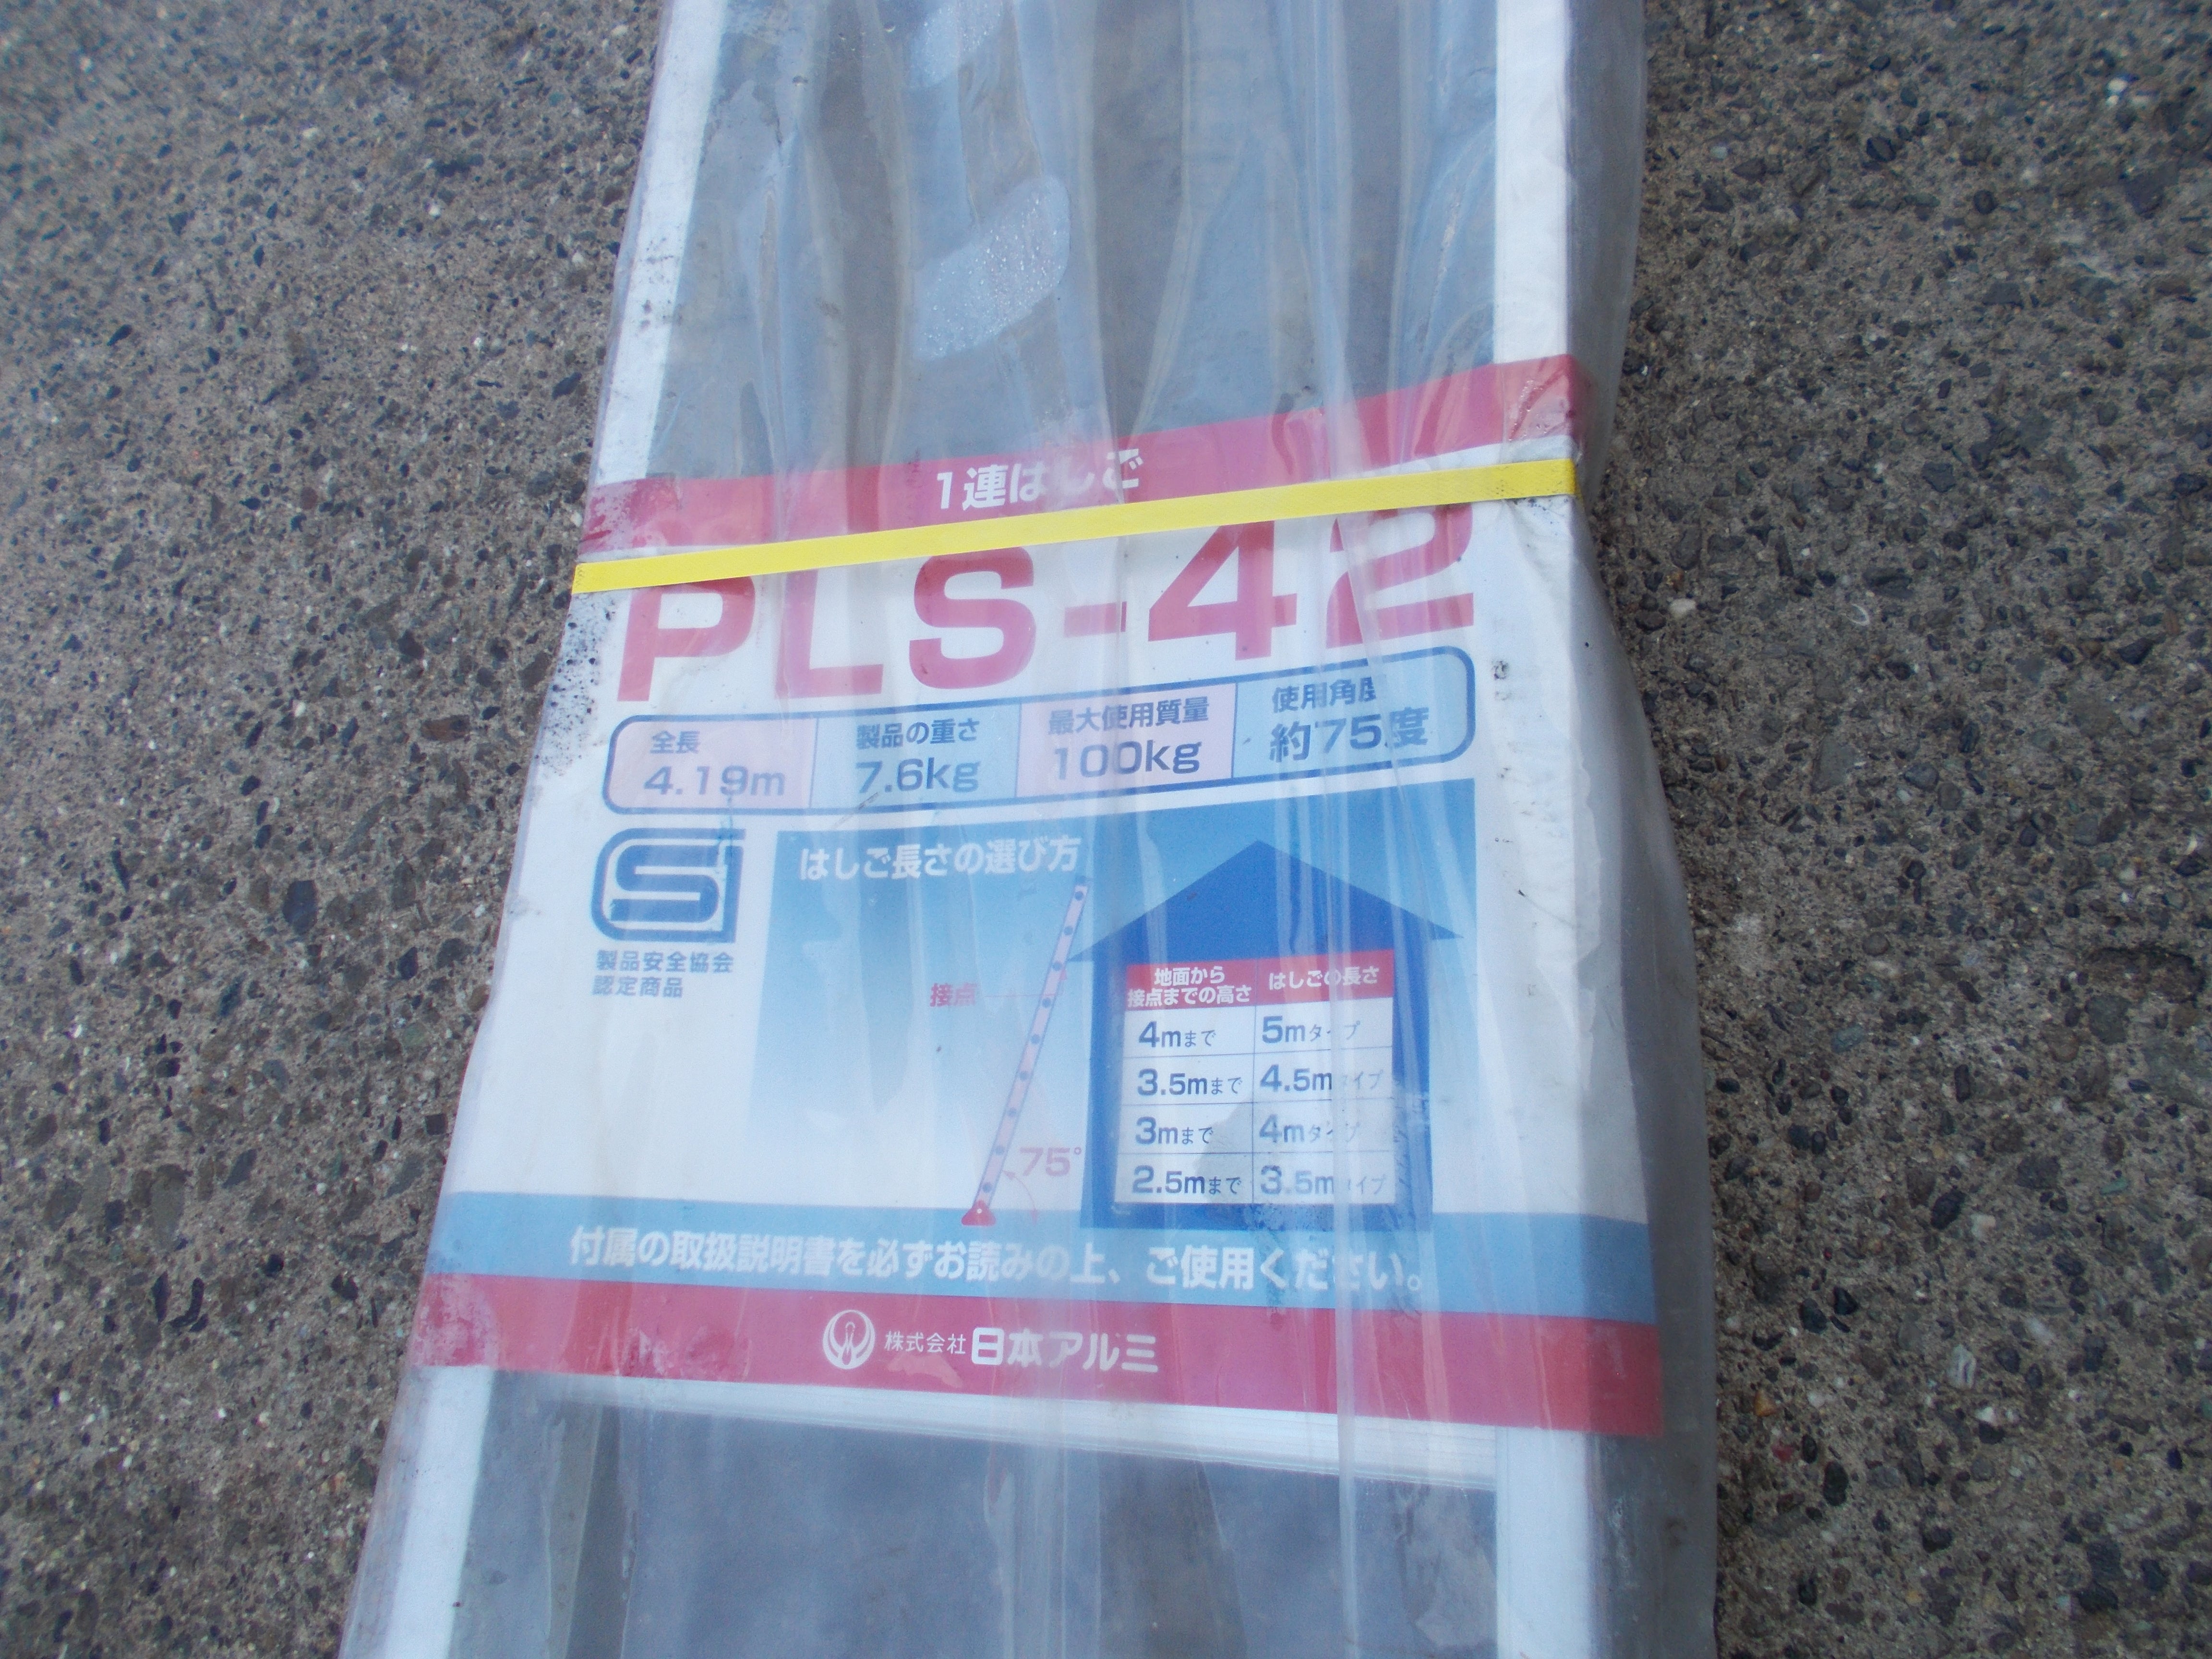 1連はしご
PLS-42
全長
4.19m
製品の重さ
7.6kg
最大使用質量
100kg
使用角度
約75度
S
製品安全協会
認定商品
はしご長さの選び方
接点
75°
地面から
接点までの高さ
はしごの長さ
4mまで 5mタイプ
3.5mまで 4.5mタイプ
3mまで 4mタイプ
2.5mまで 3.5mタイプ
付属の取扱説明書を必ずお読みの上、ご使用ください。
株式会社日本アルミ